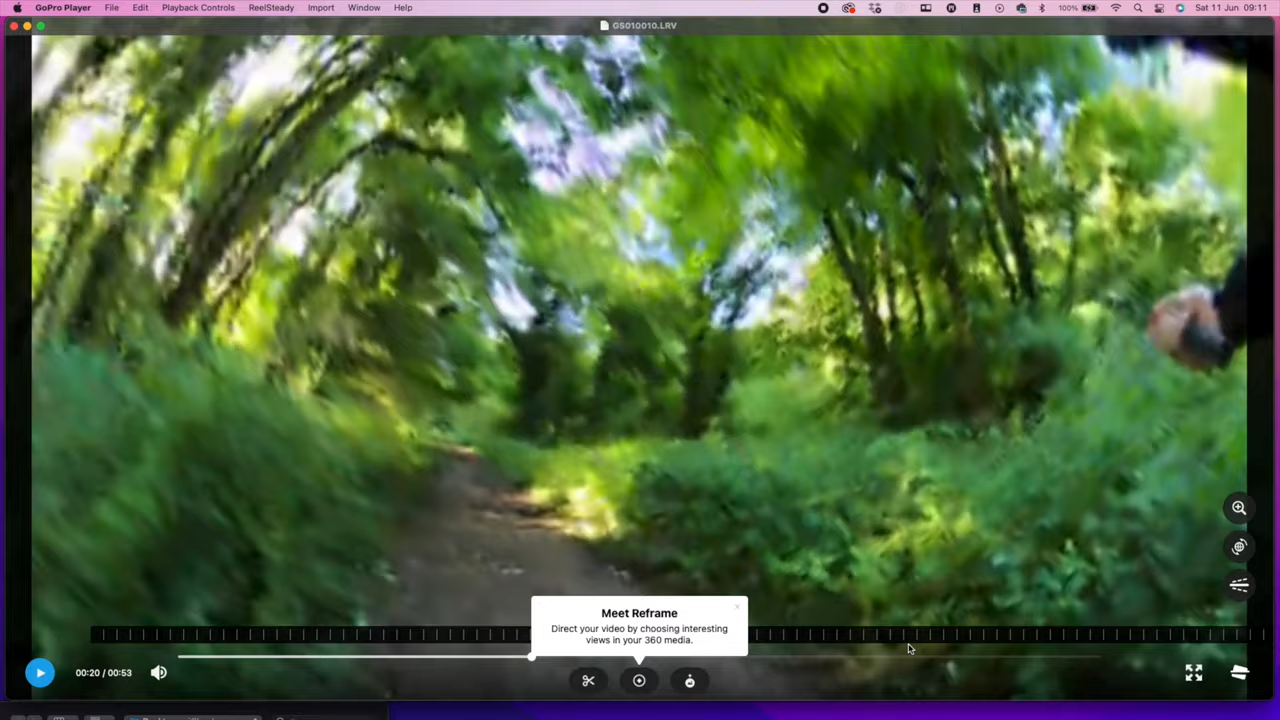 GoPro Player File Edit Playback Controls ReelSteady Import Window Help 100% Sat 11 Jun 09:11
GS010010.LRV
Meet Reframe
Direct your video by choosing interesting
views in your 360 media.
00:20 / 00:53